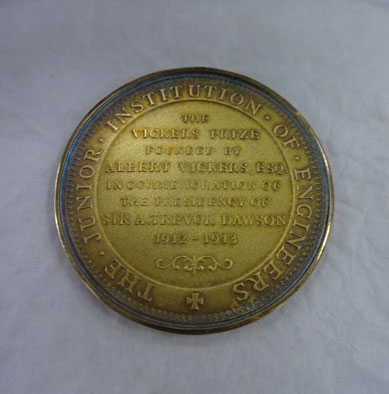 THE · JUNIOR · INSTITUTION · OF · ENGINEERS
THE
VICKERS PRIZE
FOUNDED BY
ALBERT VICKERS ESQ.
IN COMMEMORATION OF
THE PRESIDENCY OF
SIR A. TREVOR DAWSON
1912 - 1913